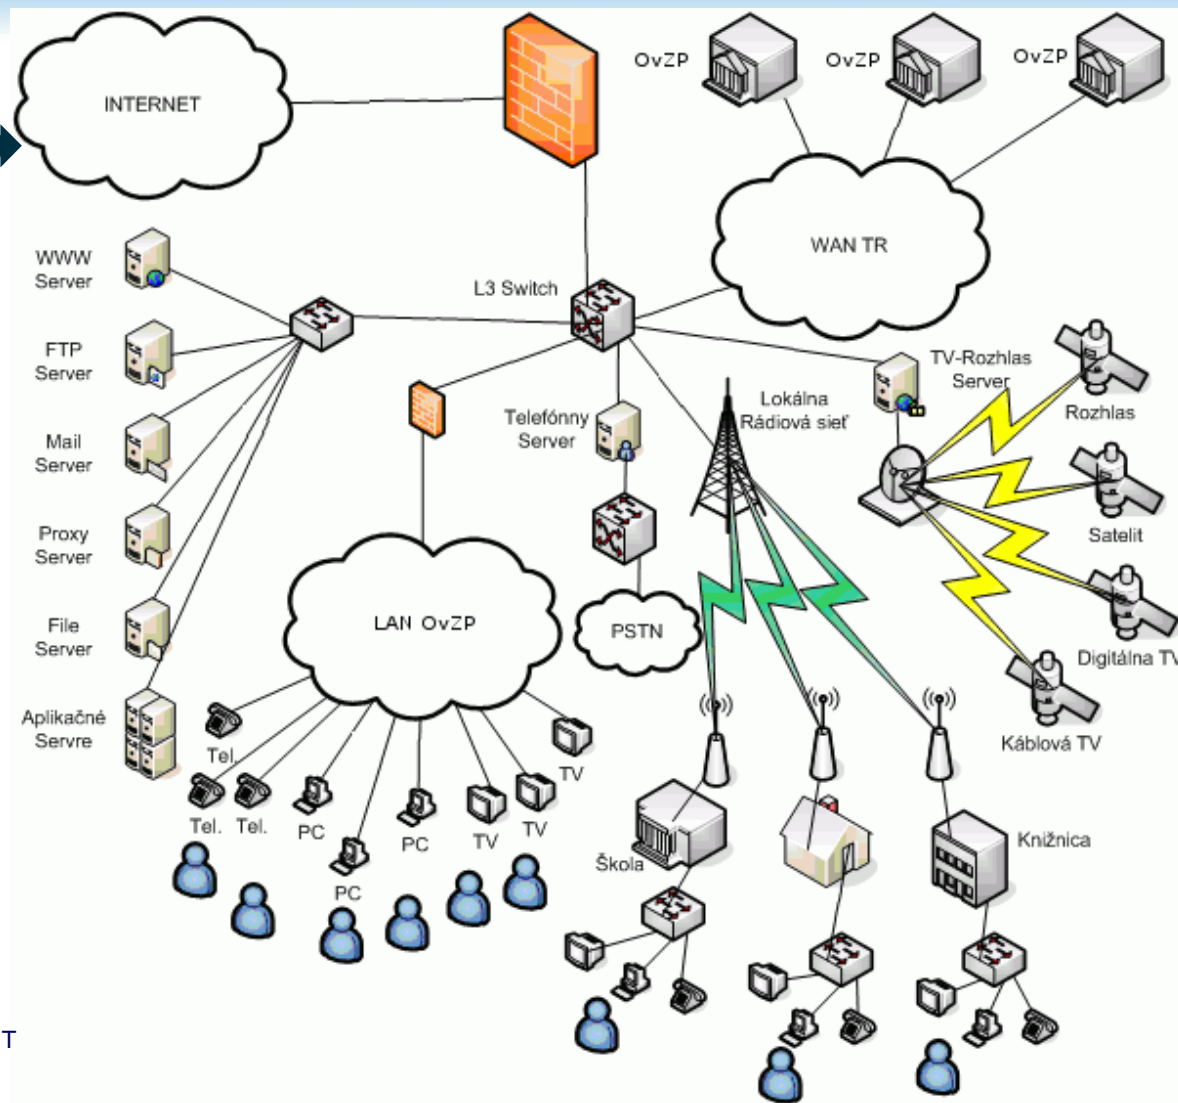 INTERNET
OvZP
OvZP
OvZP
WAN TR
WWW
Server
L3 Switch
FTP
Server
TV-Rozhlas
Server
Rozhlas
Lokálna
Rádiová sieť
Telefónny
Server
Mail
Server
Satelit
Proxy
Server
LAN OvZP
PSTN
File
Server
Digitálna TV
Aplikačné
Servre
Káblová TV
Tel.
TV
Tel.
Tel.
PC
PC
TV
TV
PC
Škola
Knižnica
T